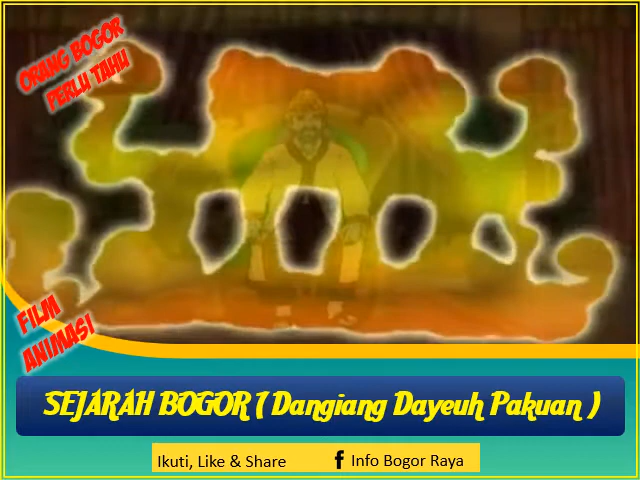 ORANG BOGOR
PERLU TAHU
FILM
ANIMASI
SEJARAH BOGOR ( Dangiang Dayeuh Pakuan )
Ikuti, Like & Share
f Info Bogor Raya